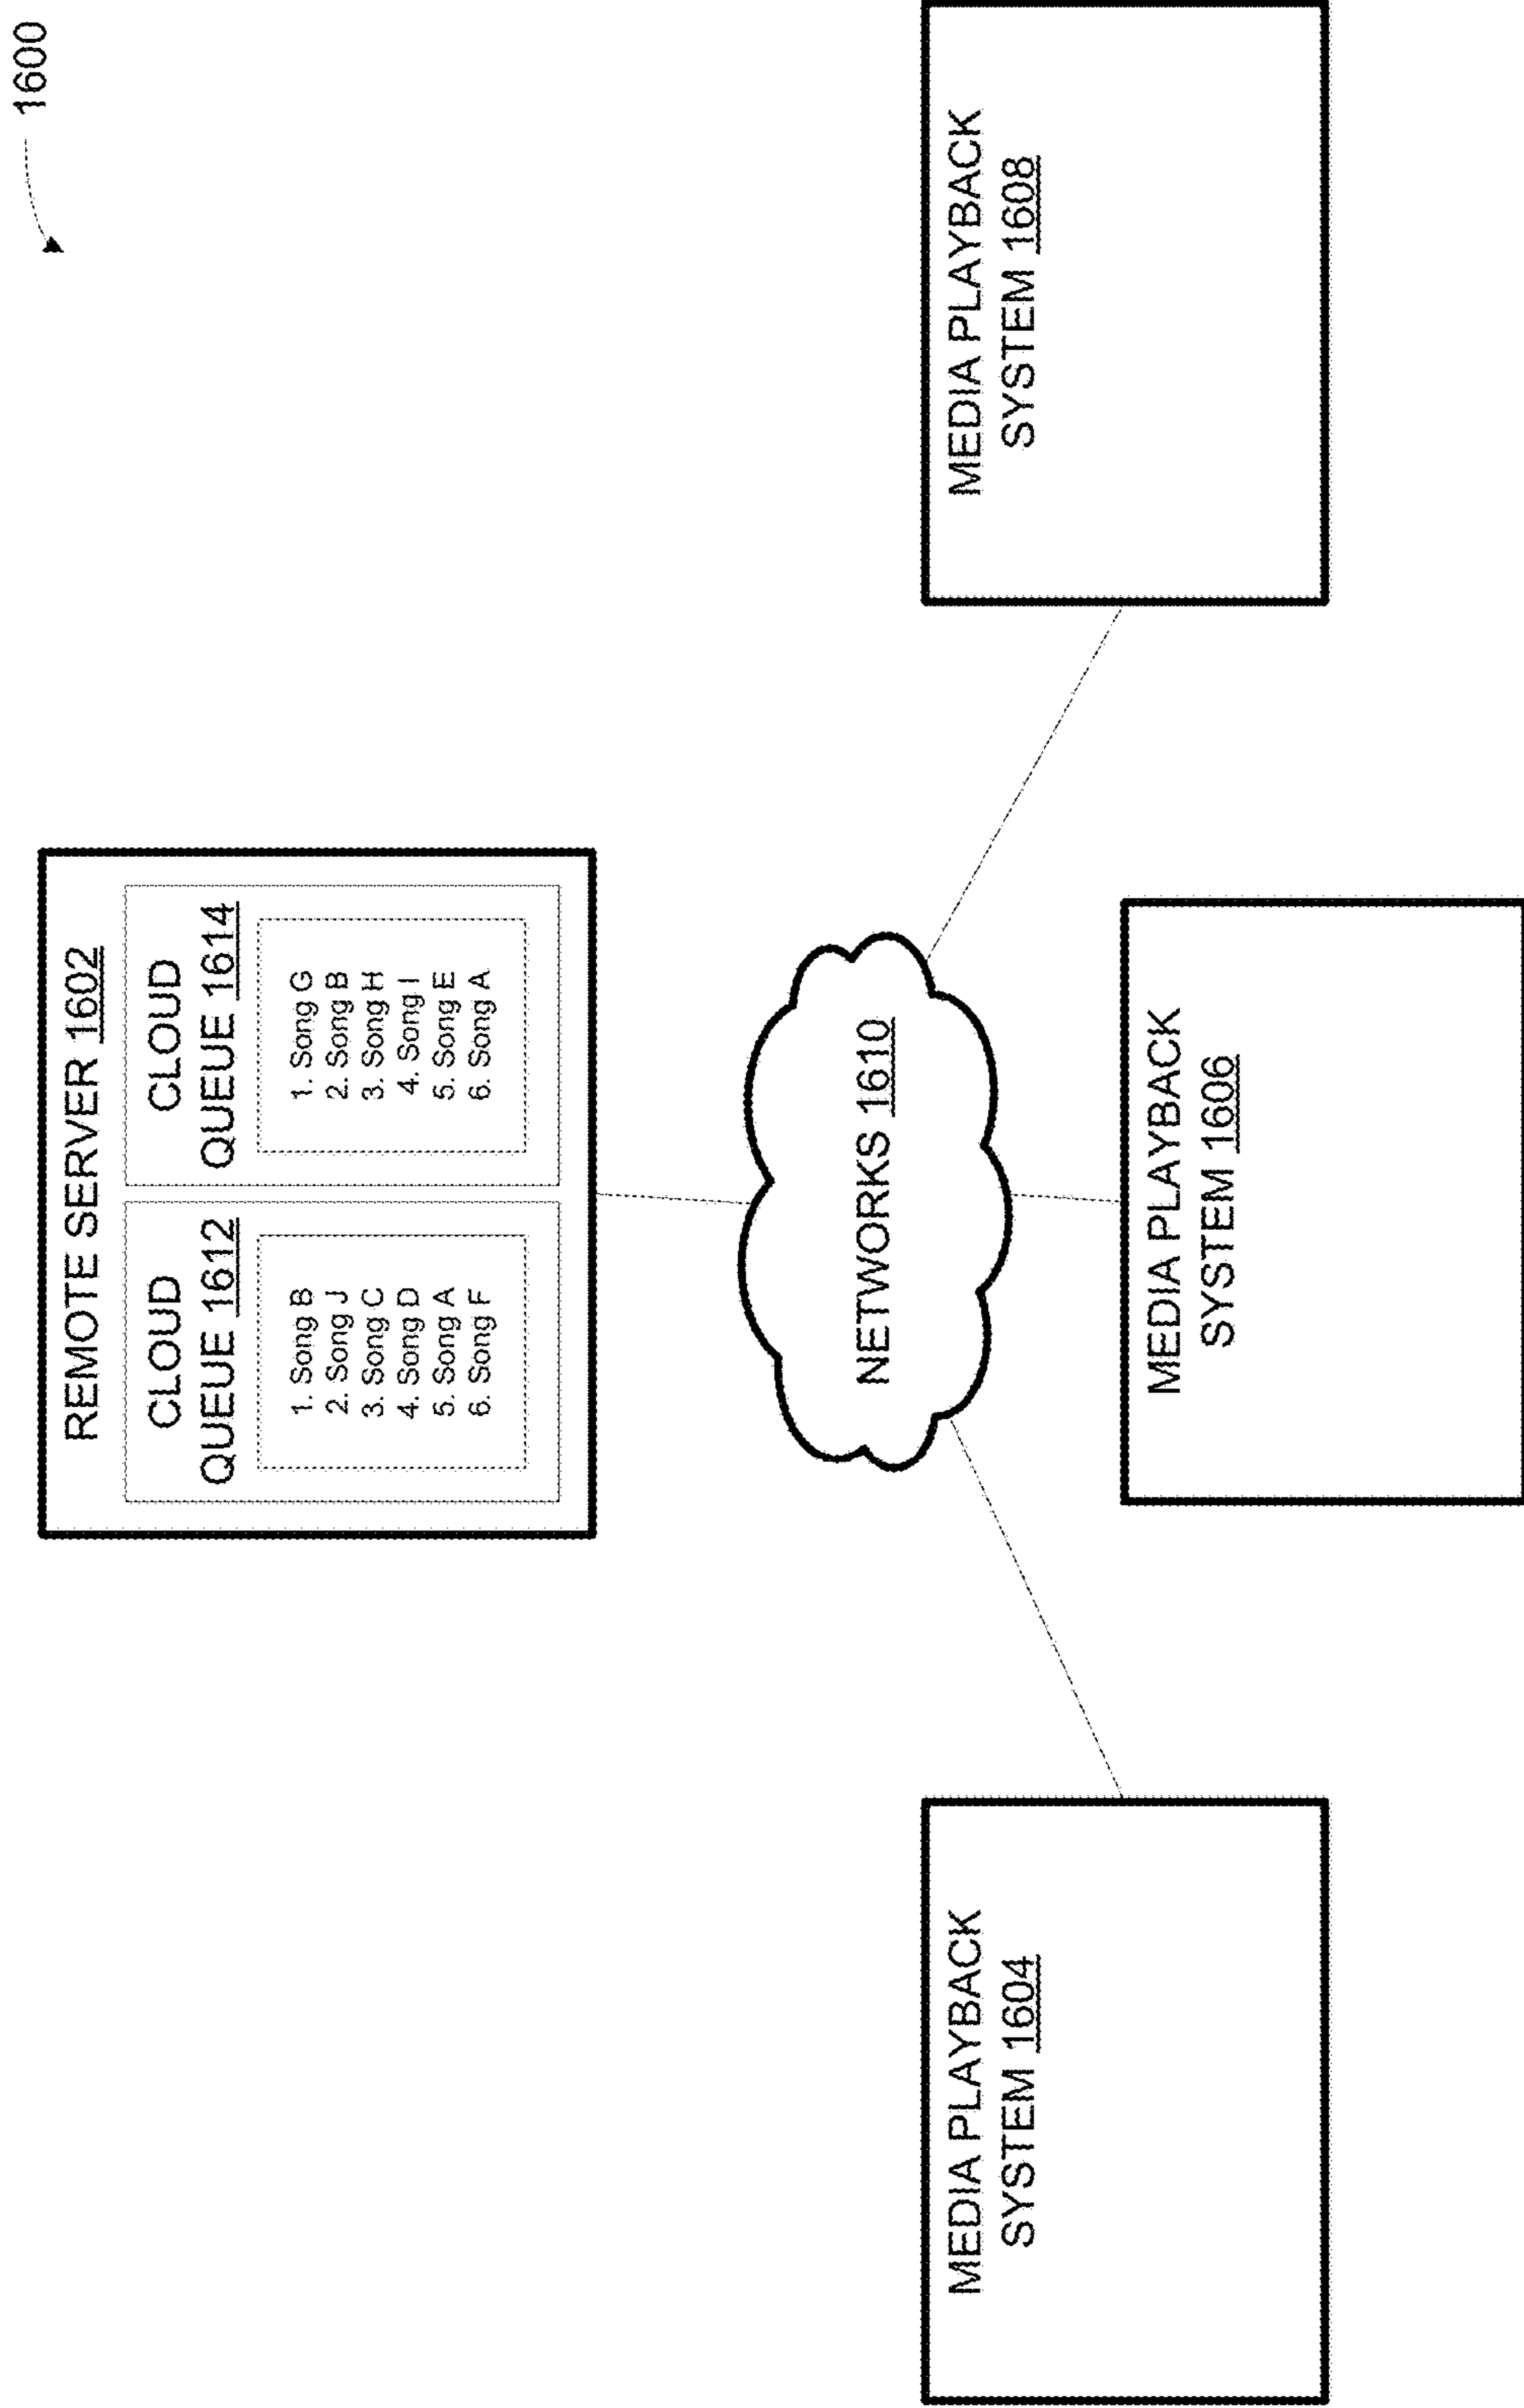 1600
REMOTE SERVER 1602
CLOUD
QUEUE 1612
1. Song B
2. Song J
3. Song C
4. Song D
5. Song A
6. Song F
CLOUD
QUEUE 1614
1. Song G
2. Song B
3. Song H
4. Song I
5. Song E
6. Song A
NETWORKS 1610
MEDIA PLAYBACK
SYSTEM 1604
MEDIA PLAYBACK
SYSTEM 1606
MEDIA PLAYBACK
SYSTEM 1608